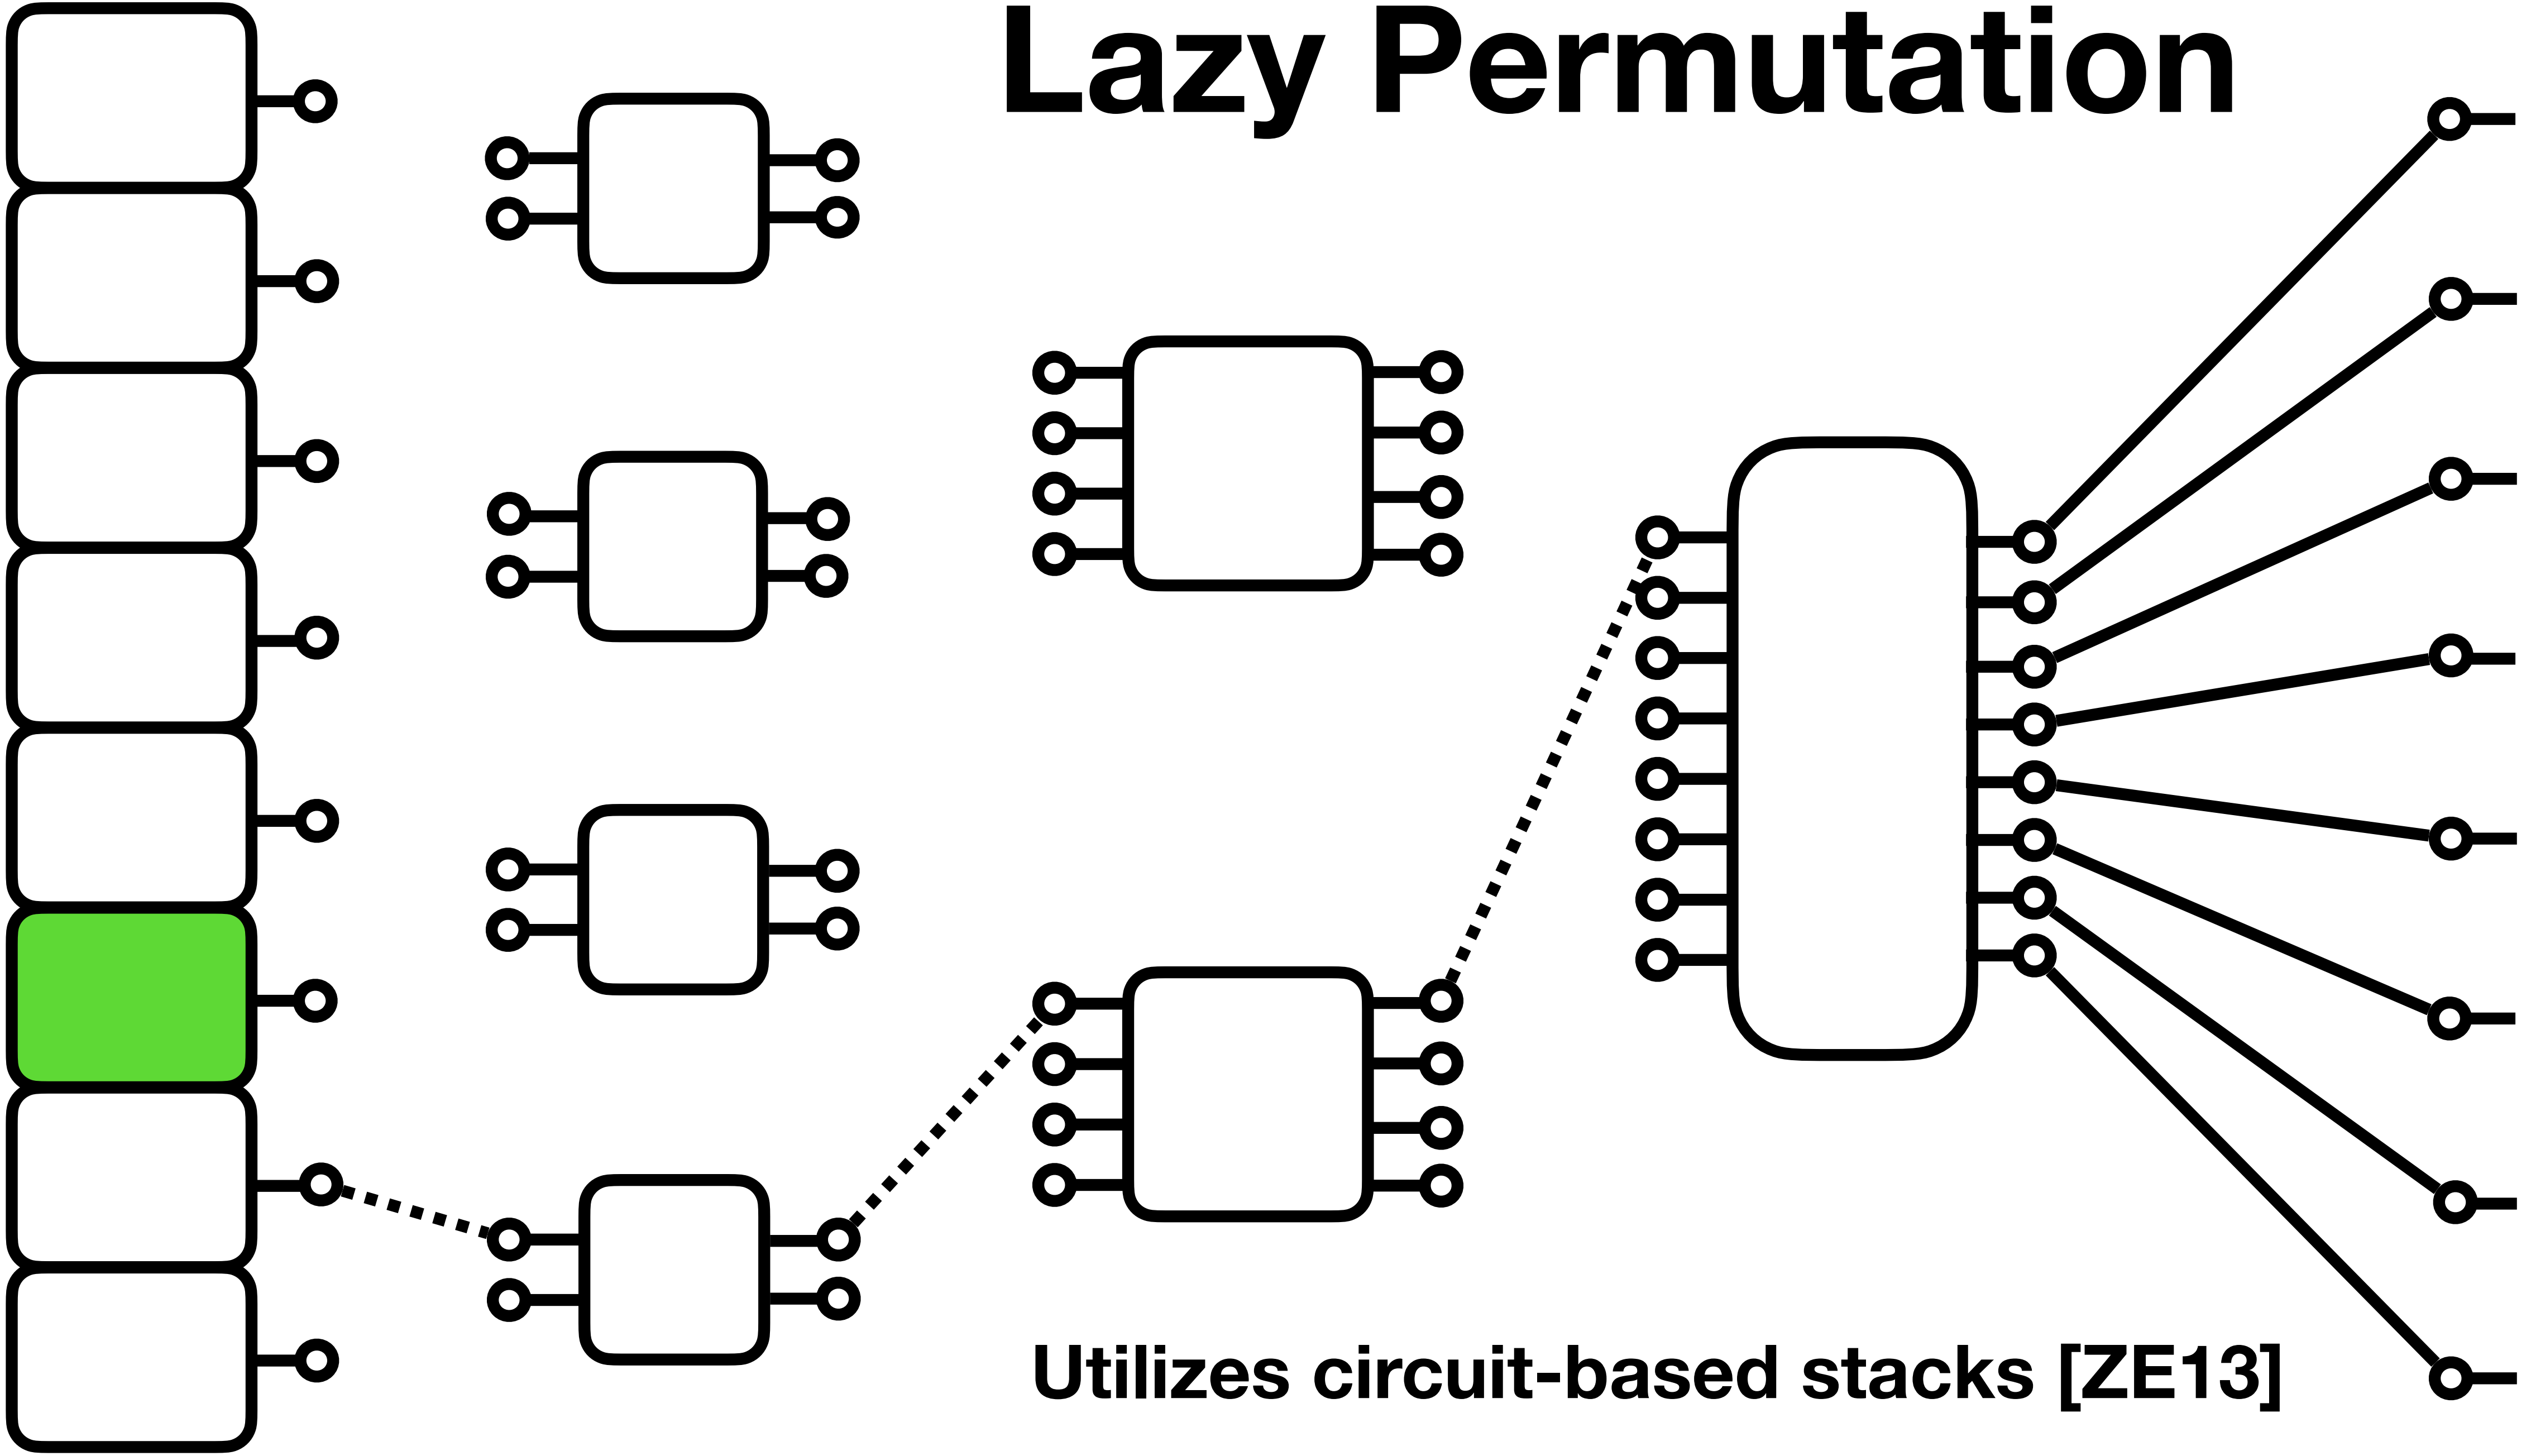 Lazy Permutation
Utilizes circuit-based stacks [ZE13]